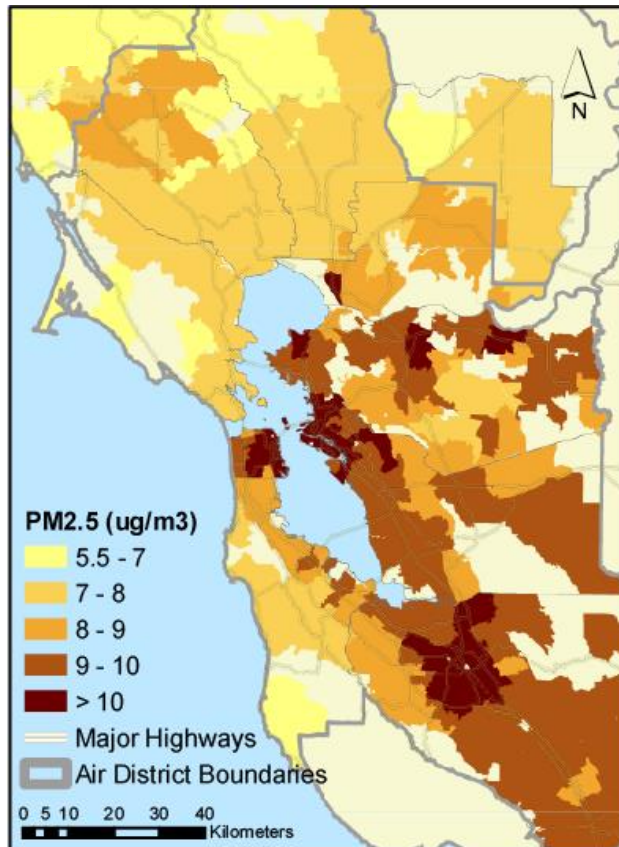 N
PM2.5 (ug/m3)
5.5 - 7
7 - 8
8 - 9
9 - 10
> 10
Major Highways
Air District Boundaries
0 5 10 20 30 40
Kilometers